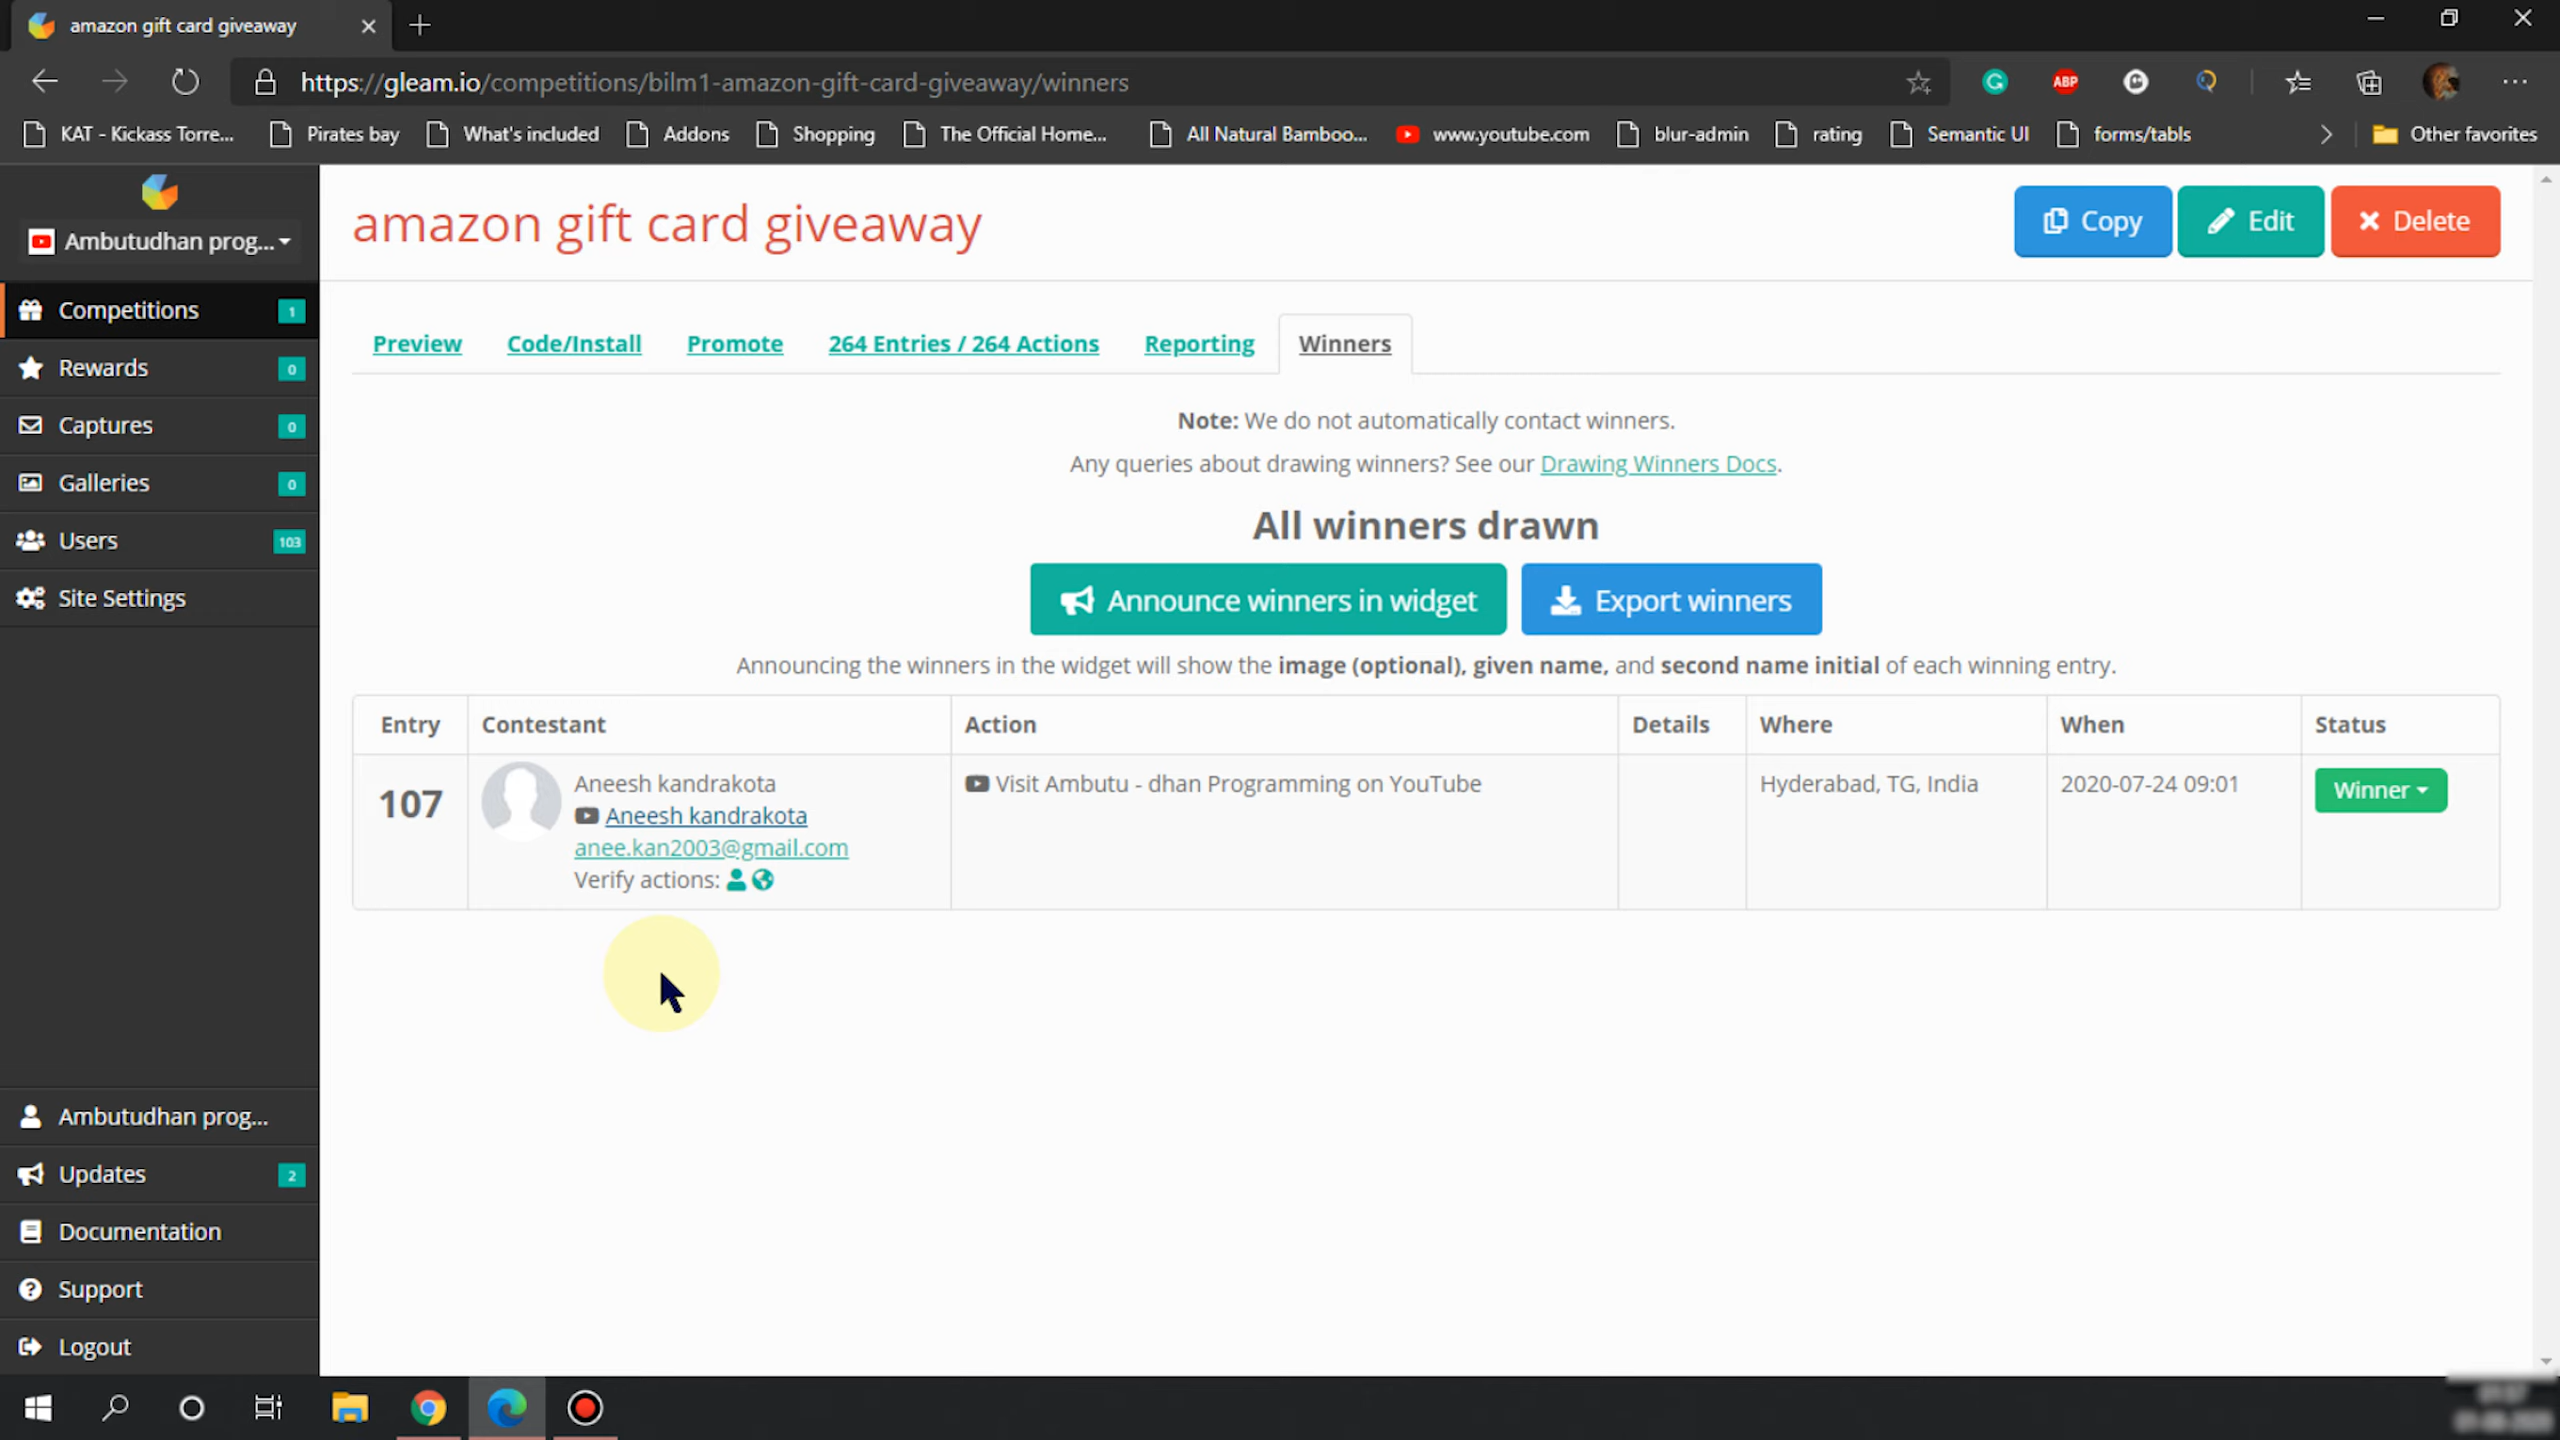 amazon gift card giveaway
https://gleam.io/competitions/bilm1-amazon-gift-card-giveaway/winners
ABP
KAT - Kickass Torre... Pirates bay What's included Addons Shopping The Official Home... All Natural Bamboo... www.youtube.com blur-admin rating Semantic UI forms/tabls Other favorites
Ambutudhan prog...
Competitions 1
Rewards 0
Captures 0
Galleries 0
Users 103
Site Settings
Ambutudhan prog...
Updates 2
Documentation
Support
Logout
amazon gift card giveaway
Copy Edit Delete
Preview Code/Install Promote 264 Entries / 264 Actions Reporting Winners
Note: We do not automatically contact winners.
Any queries about drawing winners? See our Drawing Winners Docs.
All winners drawn
Announce winners in widget Export winners
Announcing the winners in the widget will show the image (optional), given name, and second name initial of each winning entry.
Entry Contestant Action Details Where When Status
107 Aneesh kandrakota Visit Ambutu - dhan Programming on YouTube Hyderabad, TG, India 2020-07-24 09:01 Winner
Aneesh kandrakota
anee.kan2003@gmail.com
Verify actions: